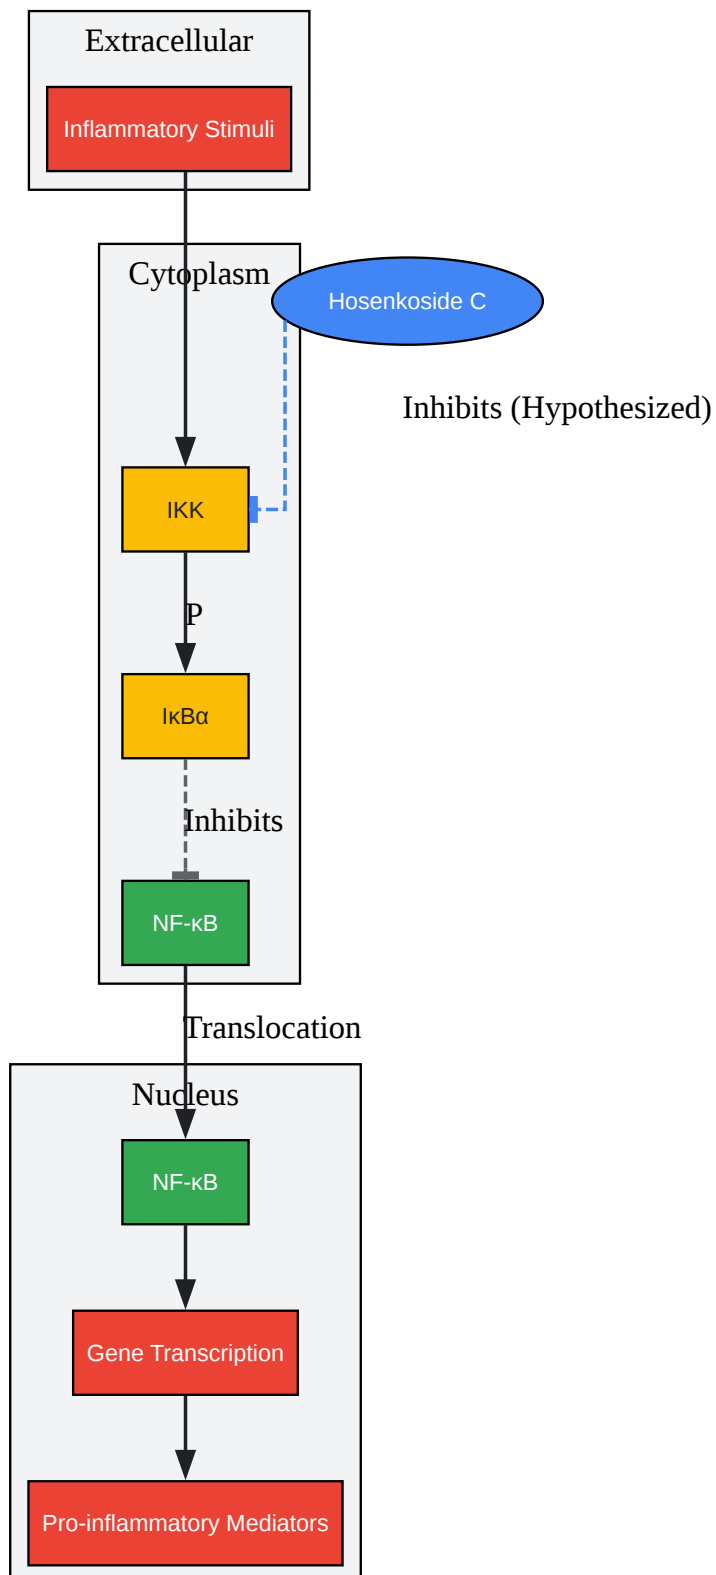 Extracellular
Inflammatory Stimuli
Cytoplasm
Hosenkoside C
Inhibits (Hypothesized)
IKK
P
IκBα
Inhibits
NF-κB
Translocation
Nucleus
NF-κB
Gene Transcription
Pro-inflammatory Mediators